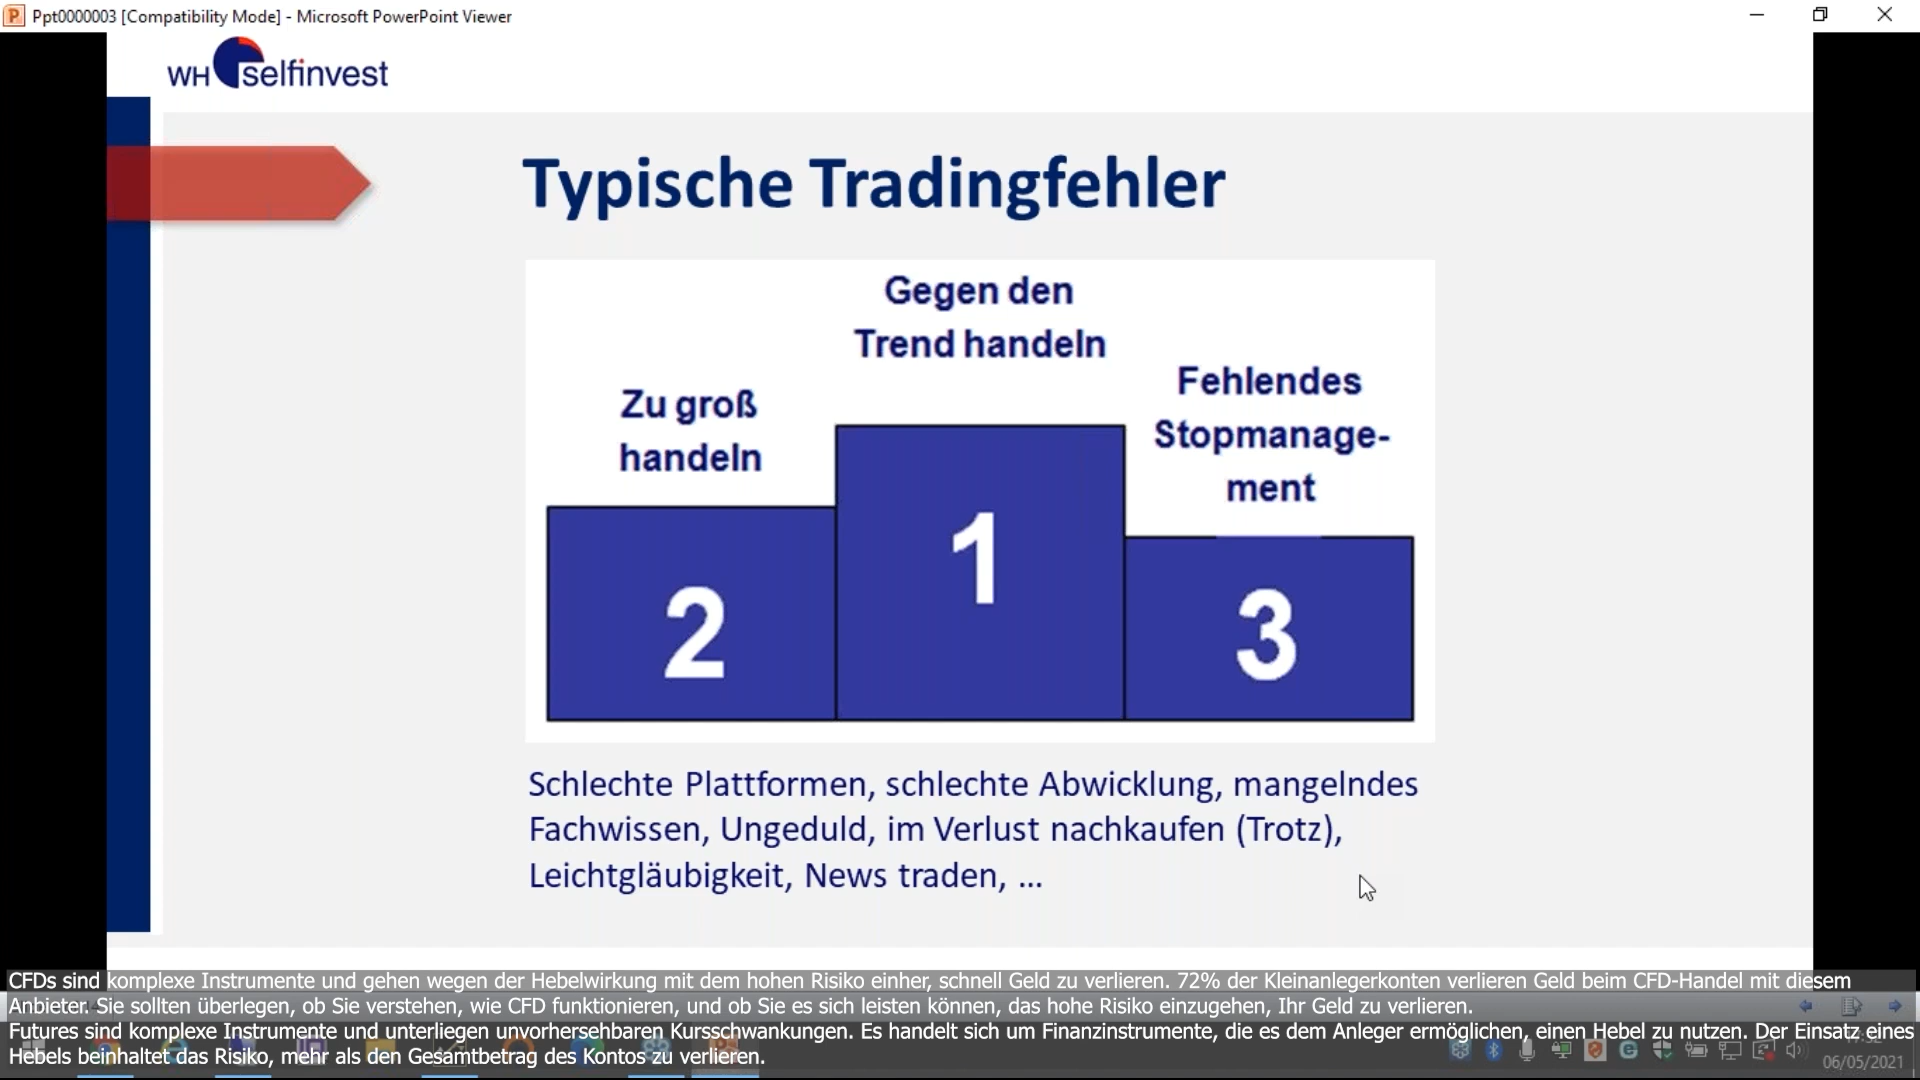 Ppt0000003 [Compatibility Mode] - Microsoft PowerPoint Viewer
WH selfinvest
Typische Tradingfehler
Gegen den
Trend handeln
Zu groß
handeln
Fehlendes
Stopmanage-
ment
1
2
3
Schlechte Plattformen, schlechte Abwicklung, mangelndes
Fachwissen, Ungeduld, im Verlust nachkaufen (Trotz),
Leichtgläubigkeit, News traden, ...
CFDs sind komplexe Instrumente und gehen wegen der Hebelwirkung mit dem hohen Risiko einher, schnell Geld zu verlieren. 72% der Kleinanlegerkonten verlieren Geld beim CFD-Handel mit diesem
Anbieter. Sie sollten überlegen, ob Sie verstehen, wie CFD funktionieren, und ob Sie es sich leisten können, das hohe Risiko einzugehen, Ihr Geld zu verlieren.
Futures sind komplexe Instrumente und unterliegen unvorhersehbaren Kursschwankungen. Es handelt sich um Finanzinstrumente, die es dem Anleger ermöglichen, einen Hebel zu nutzen. Der Einsatz eines
Hebels beinhaltet das Risiko, mehr als den Gesamtbetrag des Kontos zu verlieren.
06/05/2021